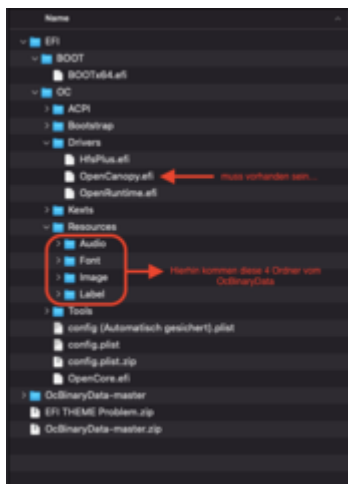 Name
EFI
BOOT
BOOTx64.efi
OC
ACPI
Bootstrap
Drivers
HfsPlus.efi
OpenCanopy.efi
muss vorhanden sein...
OpenRuntime.efi
Kexts
Resources
Audio
Font
Image
Label
Hierhin kommen diese 4 Ordner vom
OcBinaryData
Tools
config (Automatisch gesichert).plist
config.plist
config.plist.zip
OpenCore.efi
OcBinaryData-master
EFI THEME Problem.zip
OcBinaryData-master.zip